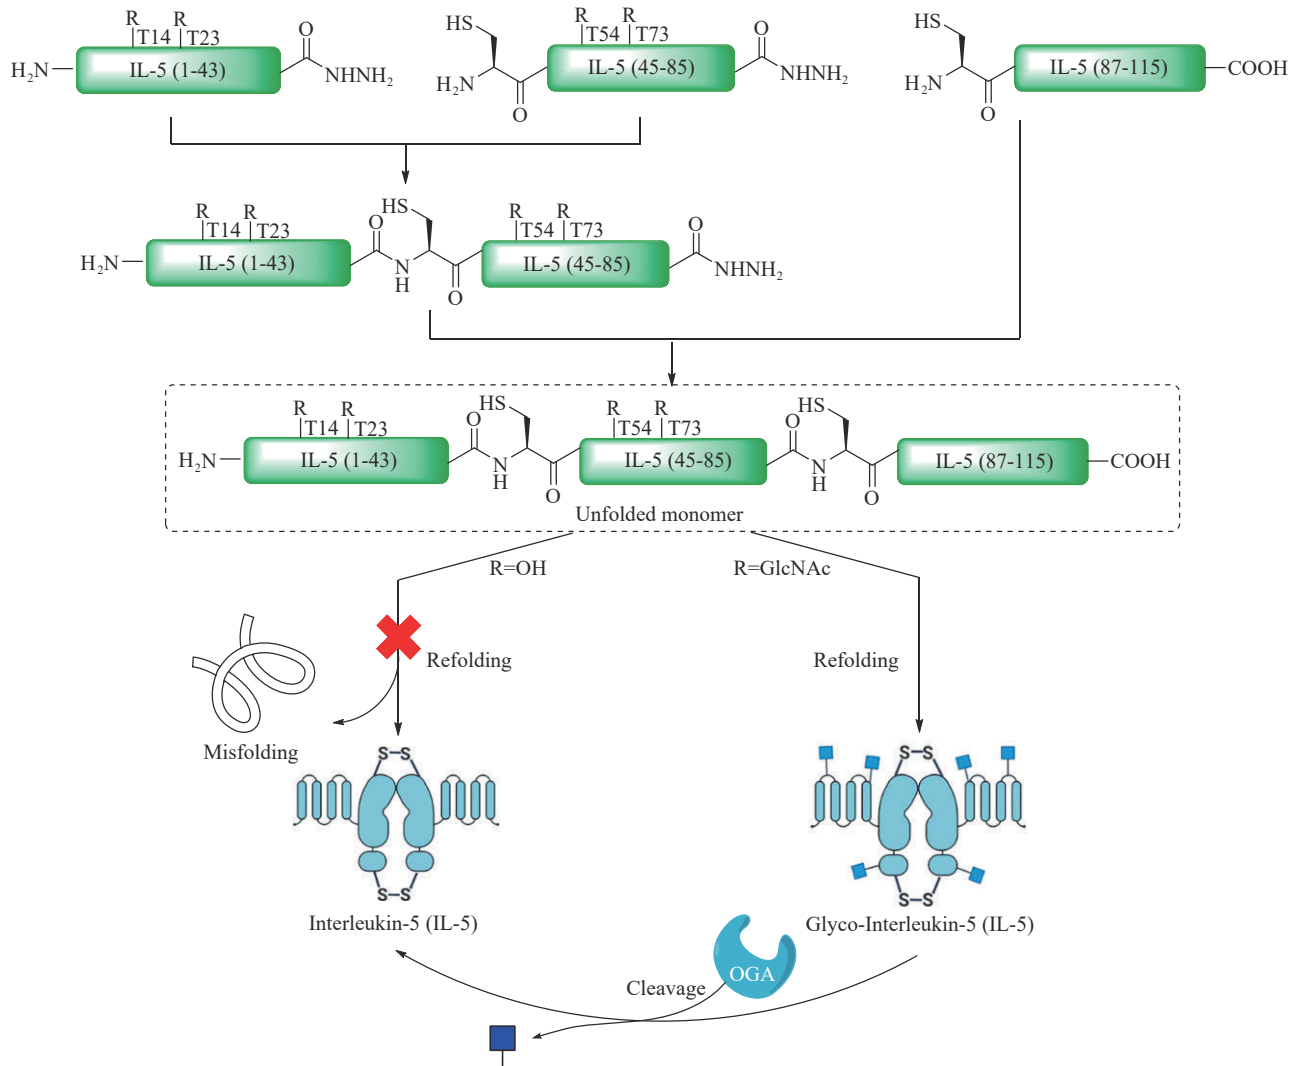 R R
T14 T23
H₂N IL-5 (1-43) O NHNH₂
HS R R
T54 T73
H₂N O IL-5 (45-85) O NHNH₂
HS
H₂N O IL-5 (87-115) COOH
R R HS R R
T14 T23 O T54 T73 O
H₂N IL-5 (1-43) N H O IL-5 (45-85) NHNH₂
R R HS R R HS
T14 T23 O T54 T73 O
H₂N IL-5 (1-43) N H O IL-5 (45-85) N H O IL-5 (87-115) COOH
Unfolded monomer
R=OH R=GlcNAc
Refolding Refolding
Misfolding
S–S S–S
S–S S–S
Interleukin-5 (IL-5) Glyco-Interleukin-5 (IL-5)
OGA
Cleavage